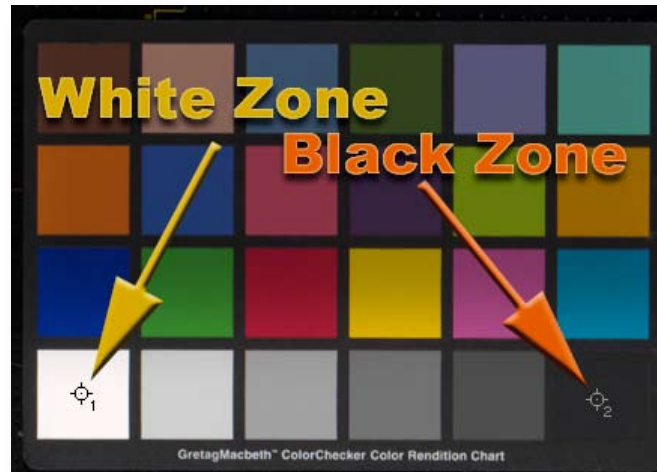 White Zone
Black Zone
1
2
GretagMacbeth™ ColorChecker Color Rendition Chart